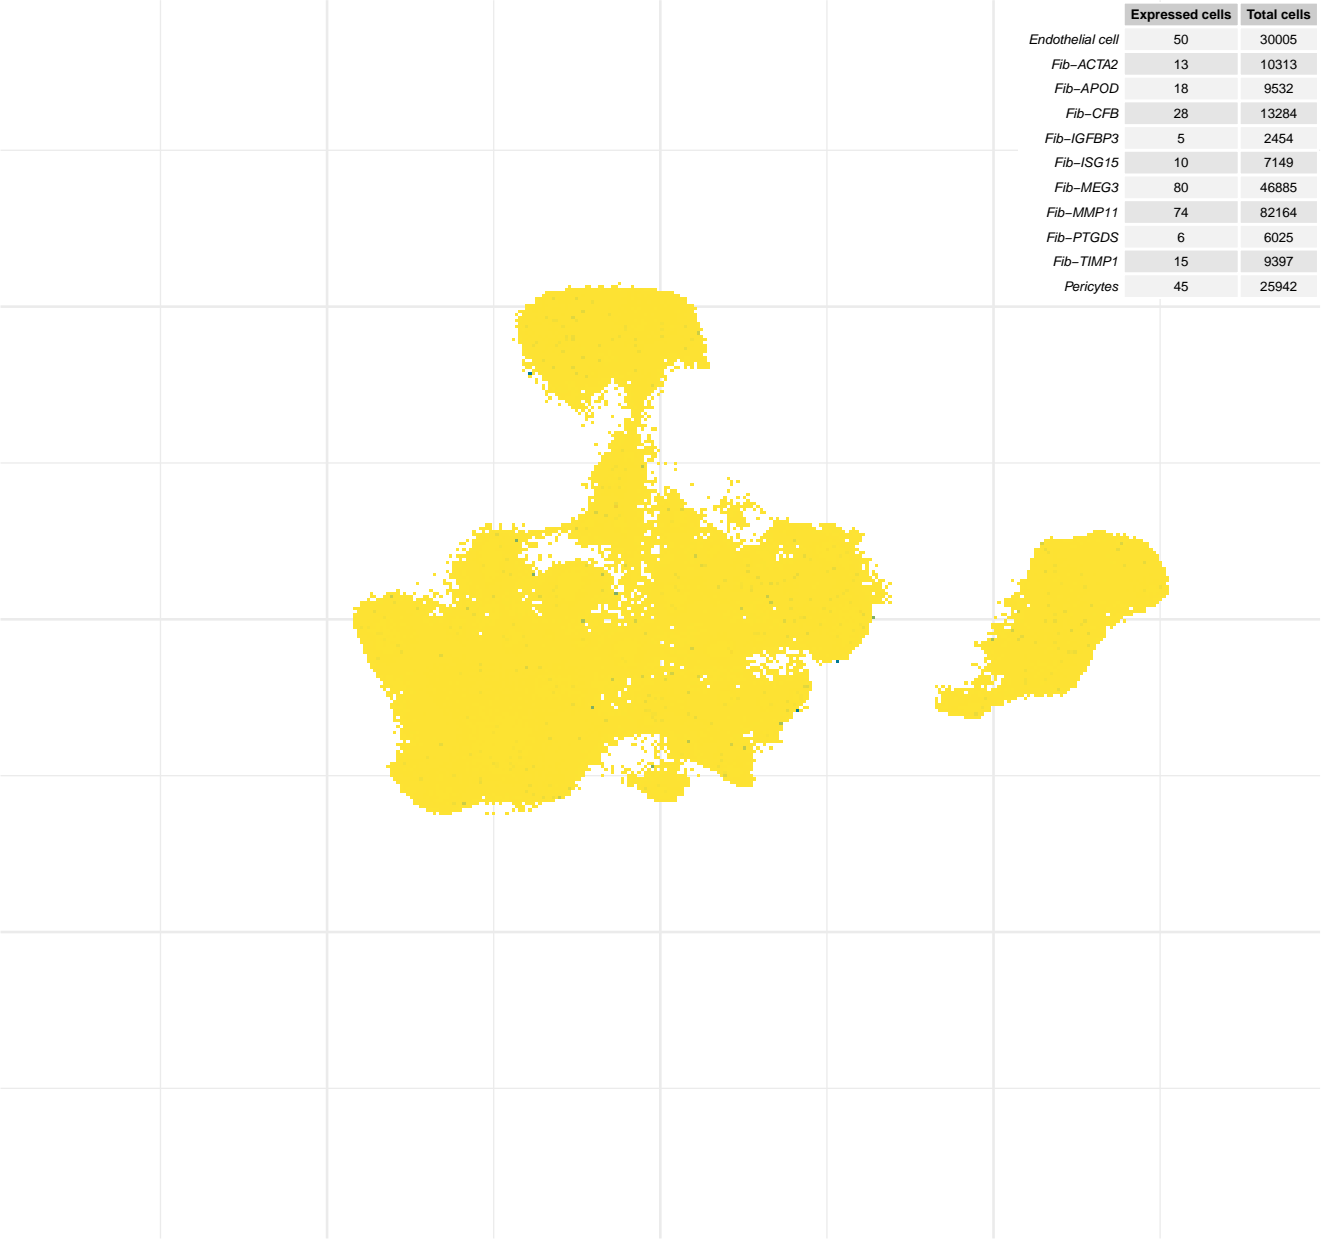 Expressed cells Total cells
Endothelial cell 50 30005
Fib−ACTA2 13 10313
Fib−APOD 18 9532
Fib−CFB 28 13284
Fib−IGFBP3 5 2454
Fib−ISG15 10 7149
Fib−MEG3 80 46885
Fib−MMP11 74 82164
Fib−PTGDS 6 6025
Fib−TIMP1 15 9397
Pericytes 45 25942